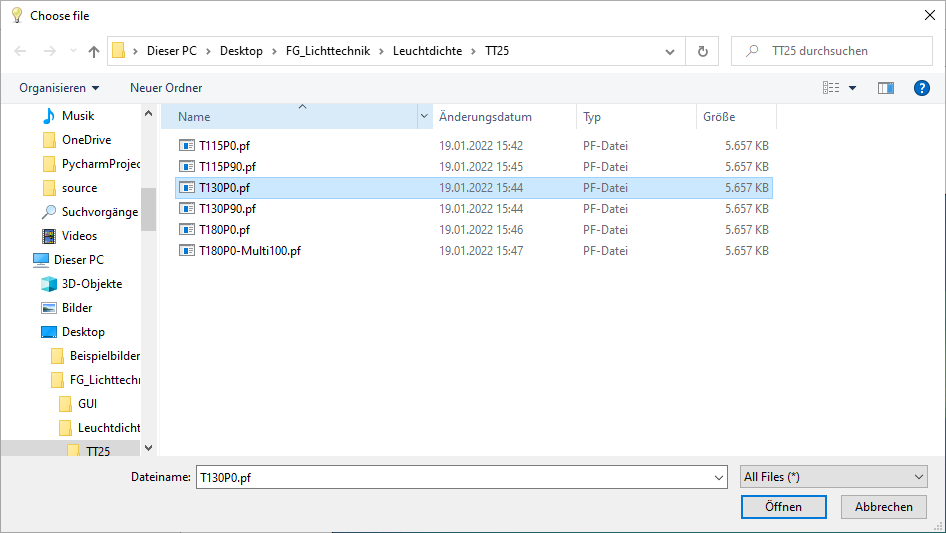 Choose file
Dieser PC > Desktop > FG_Lichttechnik > Leuchtdichte > TT25
TT25 durchsuchen
Organisieren
Neuer Ordner
Musik
OneDrive
PycharmProjec
source
Suchvorgänge
Videos
Dieser PC
3D-Objekte
Bilder
Desktop
Beispielbilder
FG_Lichttechn
GUI
Leuchtdicht
TT25
Name Änderungsdatum Typ Größe
T115P0.pf 19.01.2022 15:42 PF-Datei 5.657 KB
T115P90.pf 19.01.2022 15:45 PF-Datei 5.657 KB
T130P0.pf 19.01.2022 15:44 PF-Datei 5.657 KB
T130P90.pf 19.01.2022 15:44 PF-Datei 5.657 KB
T180P0.pf 19.01.2022 15:46 PF-Datei 5.657 KB
T180P0-Multi100.pf 19.01.2022 15:47 PF-Datei 5.657 KB
Dateiname: T130P0.pf
All Files (*)
Öffnen
Abbrechen